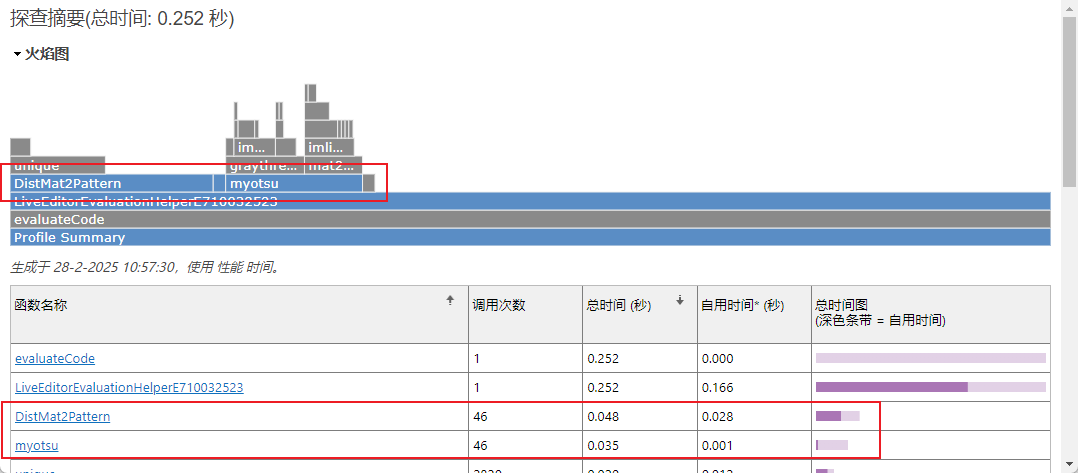 探查摘要(总时间: 0.252 秒)
火焰图
im... imli...
unique graythre... mat2...
DistMat2Pattern myotsu
LiveEditorEvaluationHelperE710032523
evaluateCode
Profile Summary
生成于 28-2-2025 10:57:30，使用 性能 时间。
函数名称 调用次数 总时间 (秒) 自用时间* (秒) 总时间图
(深色条带 = 自用时间)
evaluateCode 1 0.252 0.000
LiveEditorEvaluationHelperE710032523 1 0.252 0.166
DistMat2Pattern 46 0.048 0.028
myotsu 46 0.035 0.001